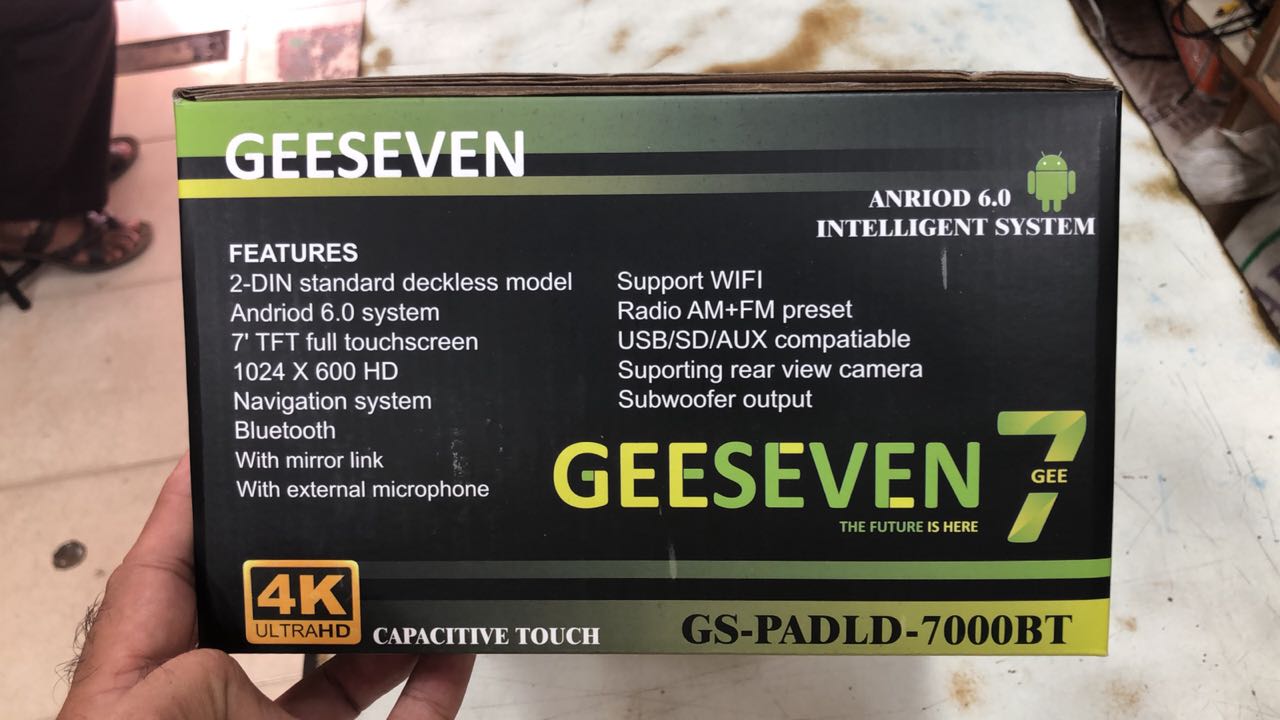 GEESEVEN
ANRIOD 6.0
INTELLIGENT SYSTEM
FEATURES
2-DIN standard deckless model
Andriod 6.0 system
7' TFT full touchscreen
1024 X 600 HD
Navigation system
Bluetooth
With mirror link
With external microphone
Support WIFI
Radio AM+FM preset
USB/SD/AUX compatiable
Suporting rear view camera
Subwoofer output
GEESEVEN
7
GEE
THE FUTURE IS HERE
4K
ULTRAHD
CAPACITIVE TOUCH
GS-PADLD-7000BT